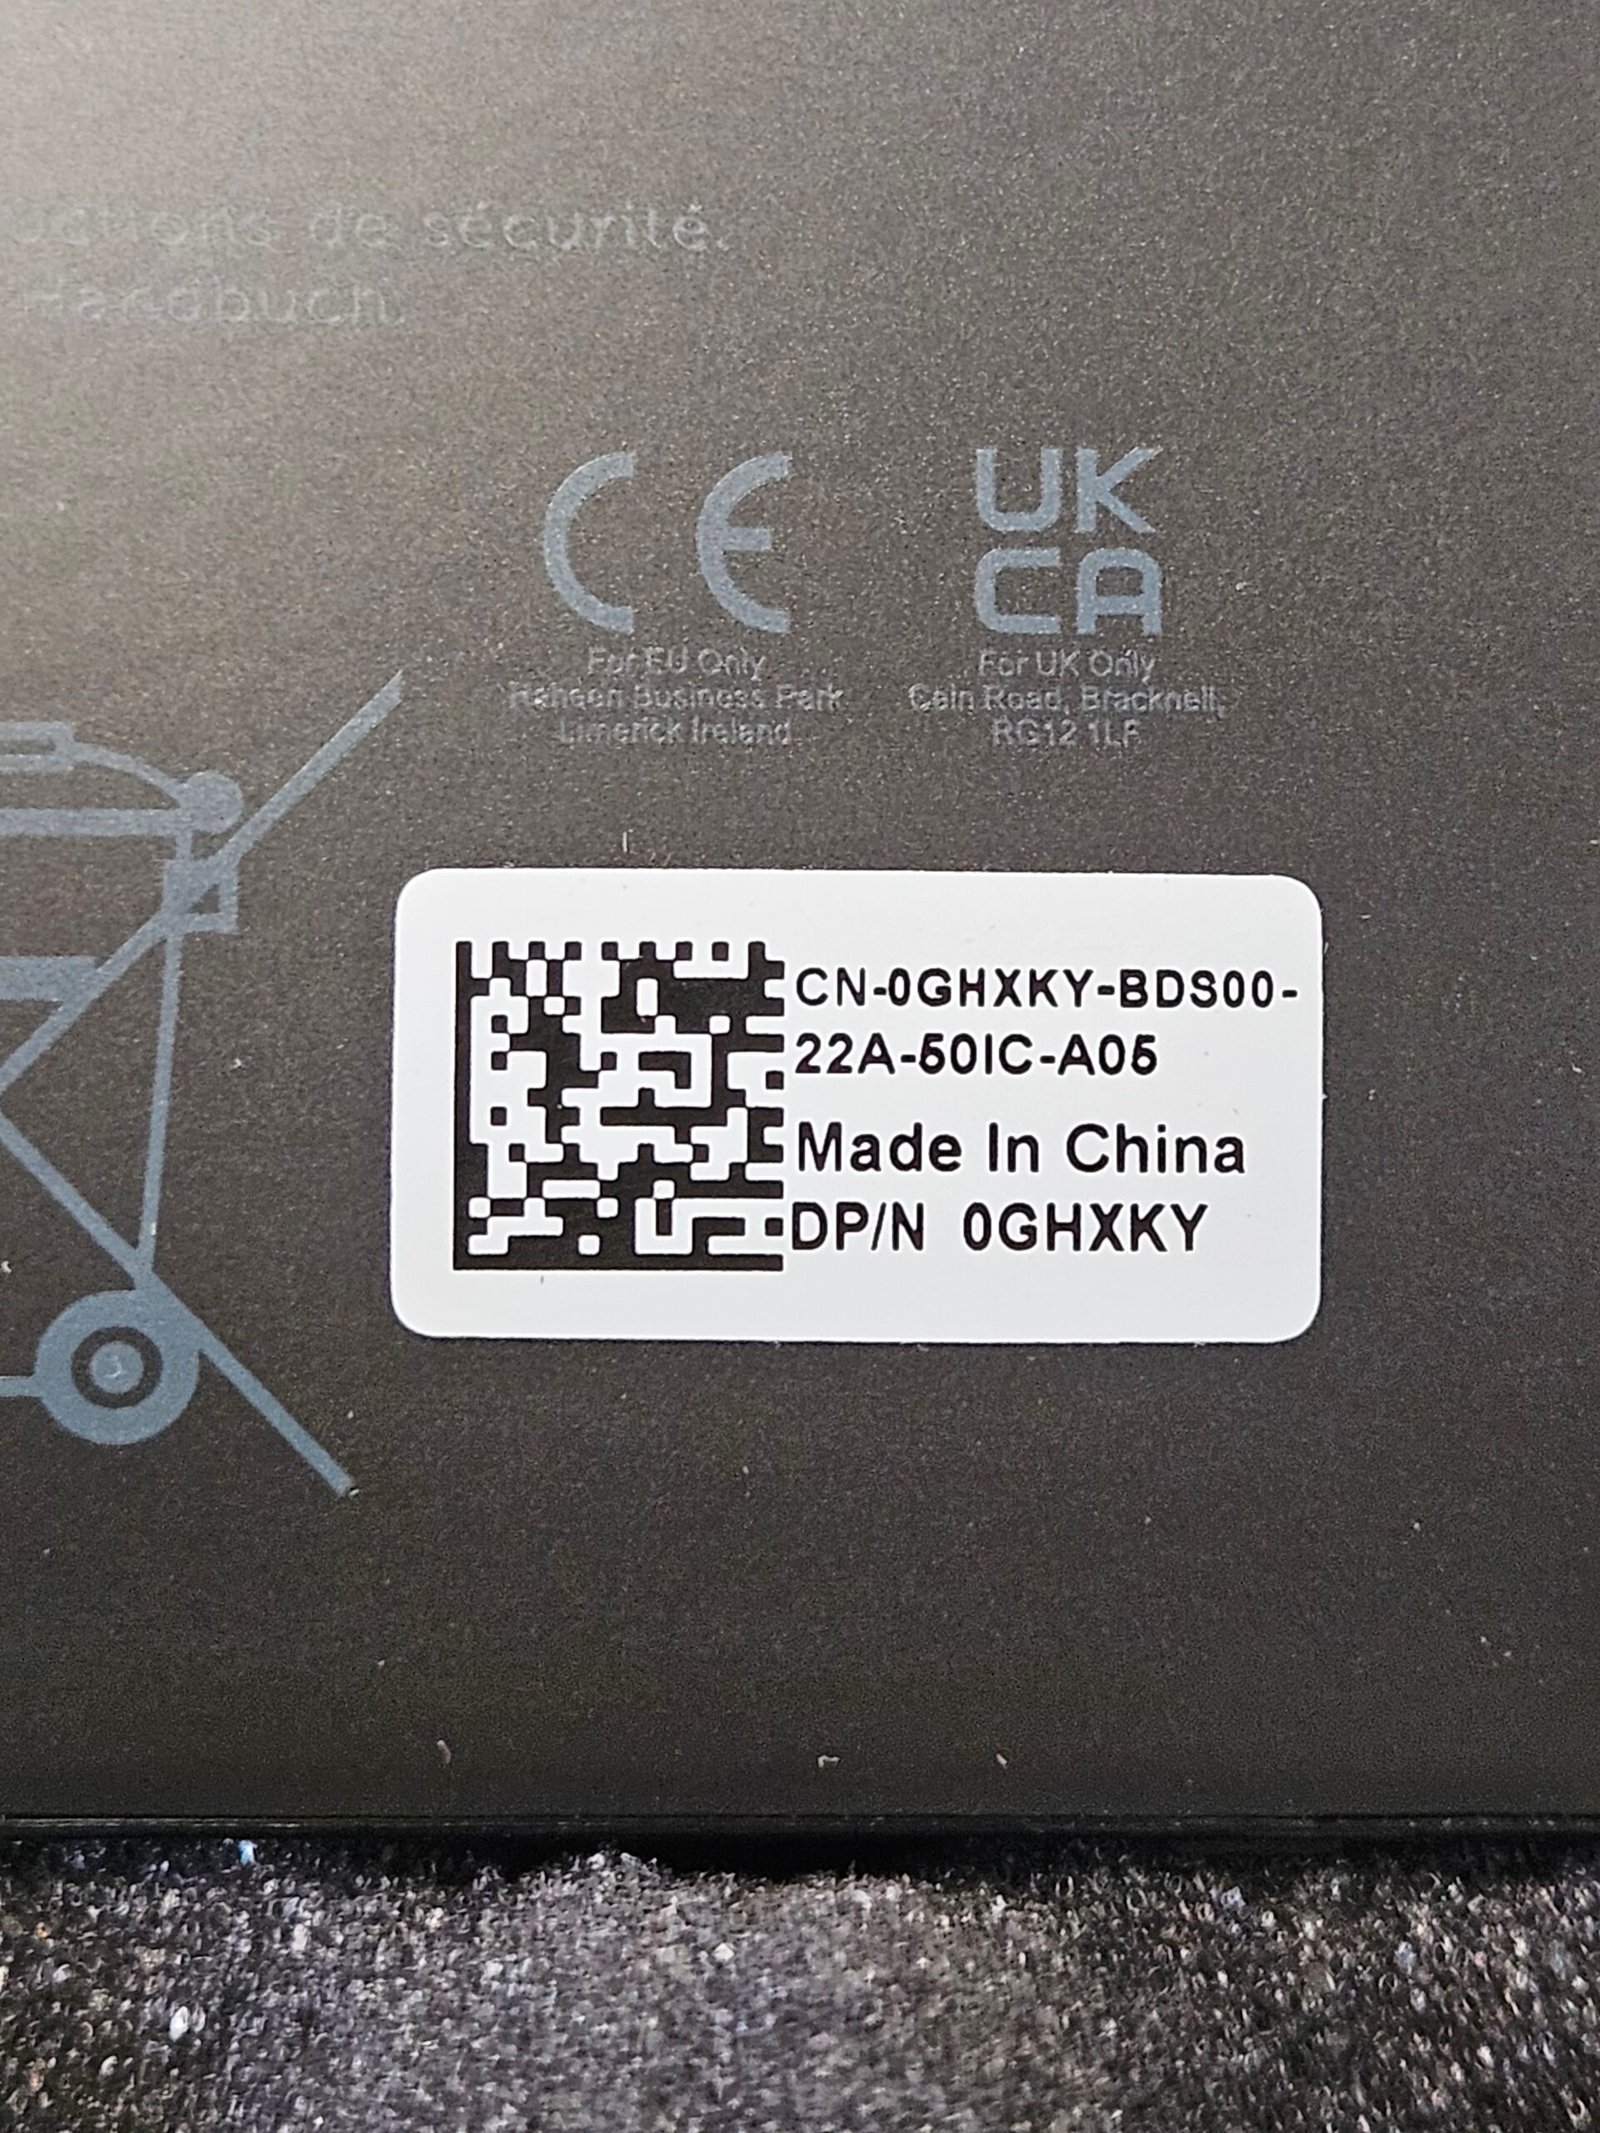 uctions de sécurité.
Handbuch.
CE
UK
CA
For EU Only
Raheen Business Park
Limerick Ireland
For UK Only
Cain Road, Bracknell,
RG12 1LF
CN-0GHXKY-BDS00-
22A-50IC-A05
Made In China
DP/N 0GHXKY